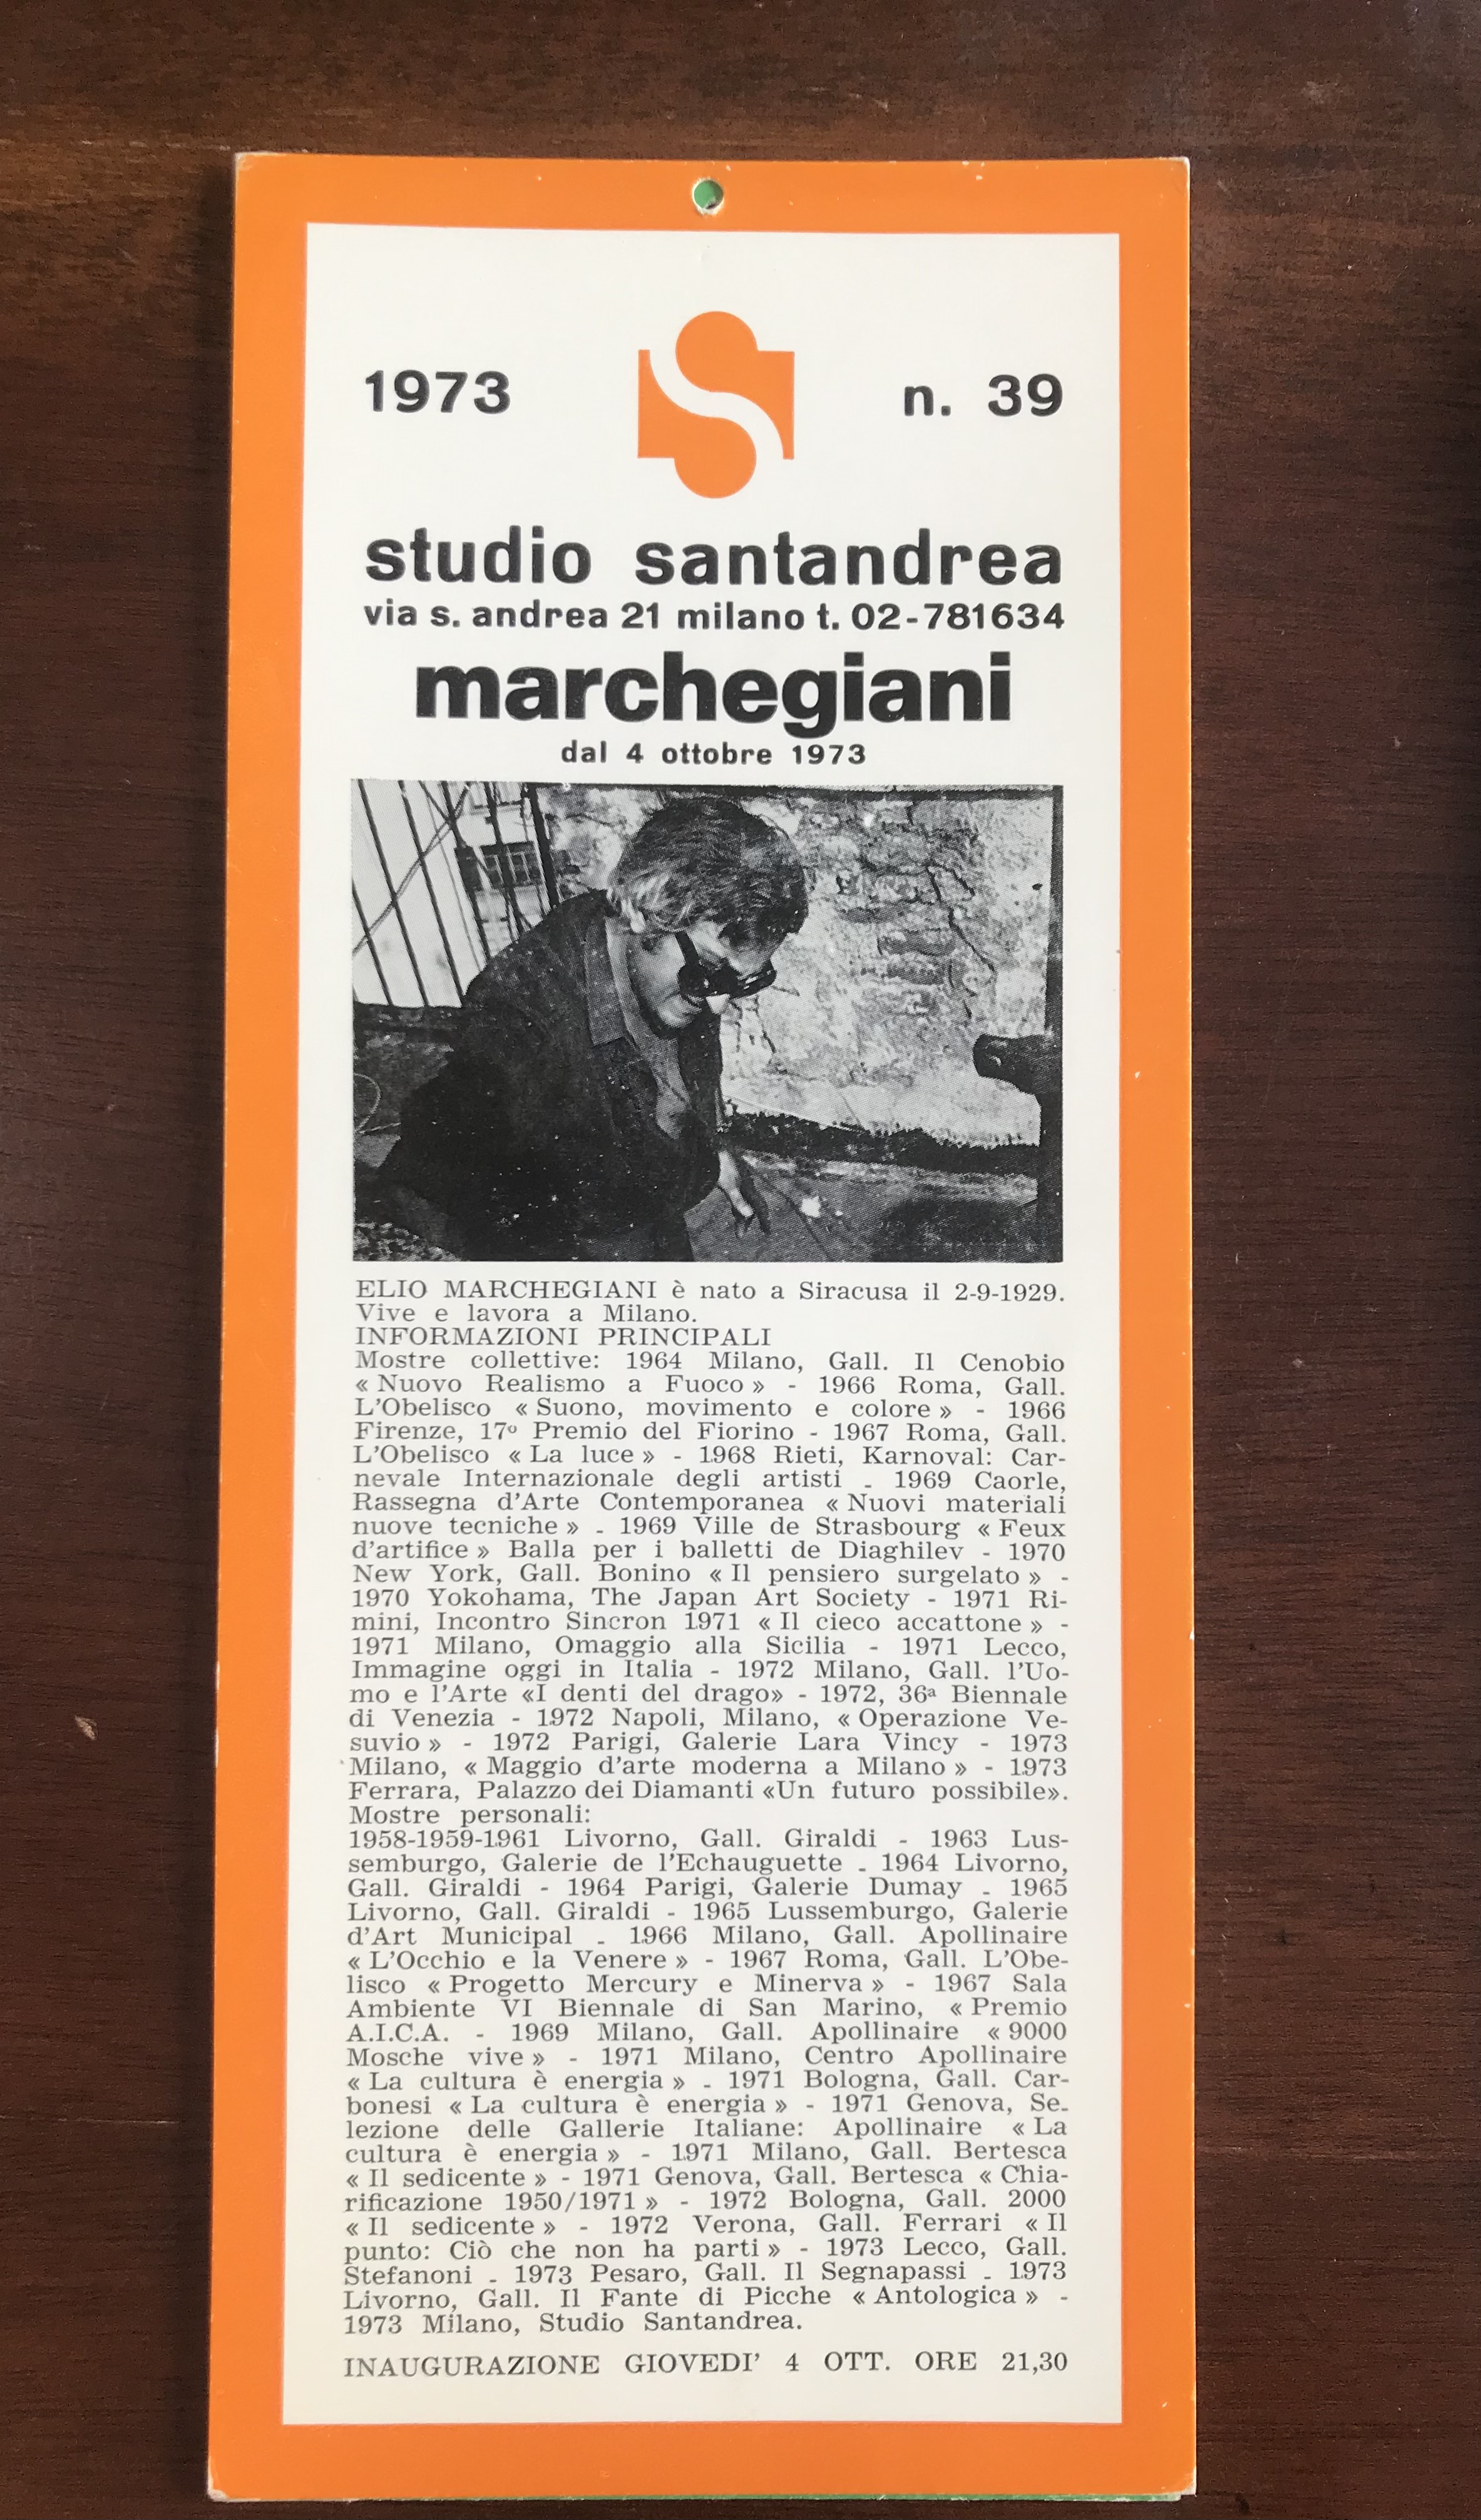 1973
n. 39
studio santandrea
via s. andrea 21 milano t. 02-781634
marchegiani
dal 4 ottobre 1973
ELIO MARCHEGIANI è nato a Siracusa il 2-9-1929.
Vive e lavora a Milano.
INFORMAZIONI PRINCIPALI
Mostre collettive: 1964 Milano, Gall. Il Cenobio
« Nuovo Realismo a Fuoco » - 1966 Roma, Gall.
L'Obelisco « Suono, movimento e colore » - 1966
Firenze, 17º Premio del Fiorino - 1967 Roma, Gall.
L'Obelisco « La luce » - 1968 Rieti, Karnoval: Car-
nevale Internazionale degli artisti - 1969 Caorle,
Rassegna d'Arte Contemporanea « Nuovi materiali
nuove tecniche » - 1969 Ville de Strasbourg « Feux
d'artifice » Balla per i balletti de Diaghilev - 1970
New York, Gall. Bonino « Il pensiero surgelato » -
1970 Yokohama, The Japan Art Society - 1971 Ri-
mini, Incontro Sincron 1971 « Il cieco accattone » -
1971 Milano, Omaggio alla Sicilia - 1971 Lecco,
Immagine oggi in Italia - 1972 Milano, Gall. l'Uo-
mo e l'Arte «I denti del drago» - 1972, 36ª Biennale
di Venezia - 1972 Napoli, Milano, « Operazione Ve-
suvio » - 1972 Parigi, Galerie Lara Vincy - 1973
Milano, « Maggio d'arte moderna a Milano » - 1973
Ferrara, Palazzo dei Diamanti «Un futuro possibile».
Mostre personali:
1958-1959-1961 Livorno, Gall. Giraldi - 1963 Lus-
semburgo, Galerie de l'Echauguette - 1964 Livorno,
Gall. Giraldi - 1964 Parigi, Galerie Dumay - 1965
Livorno, Gall. Giraldi - 1965 Lussemburgo, Galerie
d'Art Municipal - 1966 Milano, Gall. Apollinaire
« L'Occhio e la Venere » - 1967 Roma, Gall. L'Obe-
lisco « Progetto Mercury e Minerva » - 1967 Sala
Ambiente VI Biennale di San Marino, « Premio
A.I.C.A. - 1969 Milano, Gall. Apollinaire « 9000
Mosche vive » - 1971 Milano, Centro Apollinaire
« La cultura è energia » - 1971 Bologna, Gall. Car-
bonesi « La cultura è energia » - 1971 Genova, Se-
lezione delle Gallerie Italiane: Apollinaire « La
cultura è energia » - 1971 Milano, Gall. Bertesca
« Il sedicente » - 1971 Genova, Gall. Bertesca « Chia-
rificazione 1950/1971 » - 1972 Bologna, Gall. 2000
« Il sedicente » - 1972 Verona, Gall. Ferrari « Il
punto: Ciò che non ha parti » - 1973 Lecco, Gall.
Stefanoni - 1973 Pesaro, Gall. Il Segnapassi - 1973
Livorno, Gall. Il Fante di Picche « Antologica » -
1973 Milano, Studio Santandrea.
INAUGURAZIONE GIOVEDI' 4 OTT. ORE 21,30